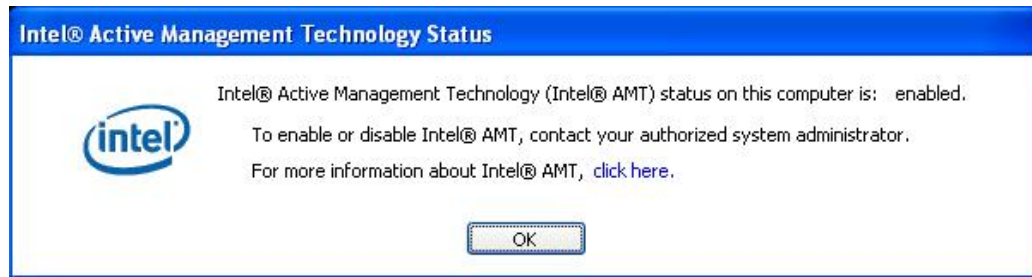 Intel® Active Management Technology Status
Intel® Active Management Technology (Intel® AMT) status on this computer is: enabled.
To enable or disable Intel® AMT, contact your authorized system administrator.
(intel)
For more information about Intel® AMT, click here.
OK